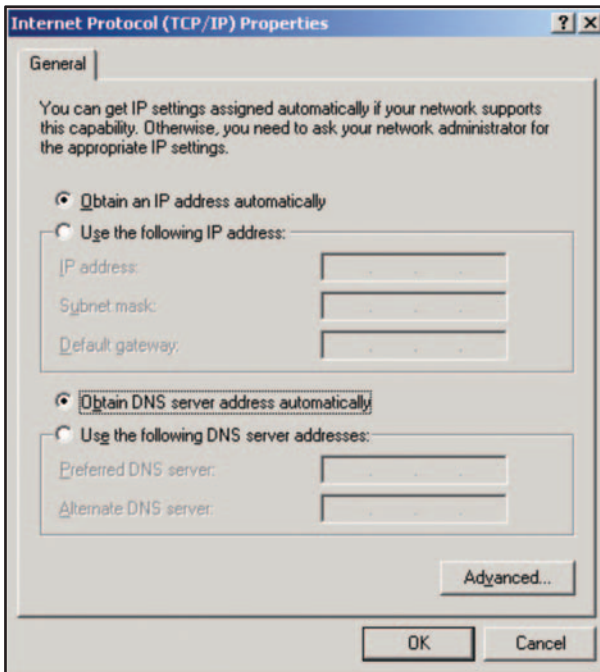 Internet Protocol (TCP/IP) Properties
General
You can get IP settings assigned automatically if your network supports
this capability. Otherwise, you need to ask your network administrator for
the appropriate IP settings.
Obtain an IP address automatically
Use the following IP address:
IP address:
Subnet mask:
Default gateway:
Obtain DNS server address automatically
Use the following DNS server addresses:
Preferred DNS server:
Alternate DNS server:
Advanced...
OK Cancel